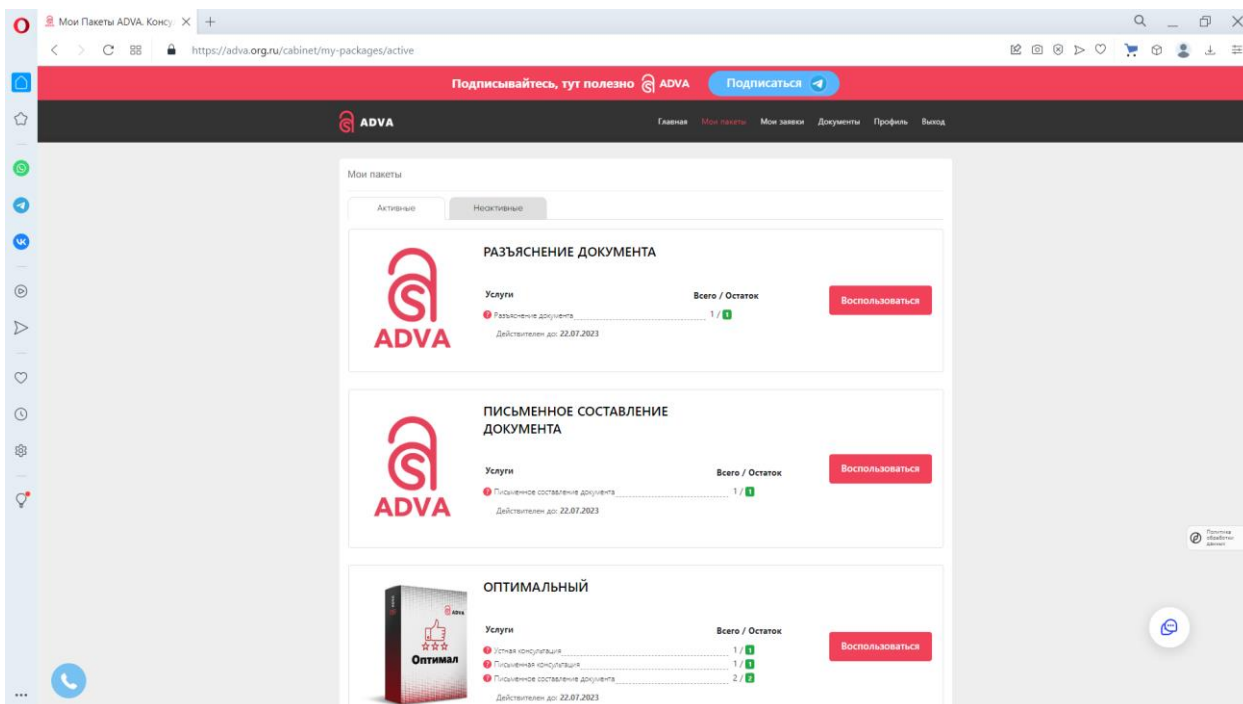 Мои Пакеты ADVA. Консу
https://adva.org.ru/cabinet/my-packages/active
Подписывайтесь, тут полезно ADVA Подписаться
ADVA
Главная Мои пакеты Мои заявки Документы Профиль Выход
Мои пакеты
Активные Неактивные
РАЗЪЯСНЕНИЕ ДОКУМЕНТА
Услуги Всего / Остаток
Разъяснение документа 1 / 1
Воспользоваться
Действителен до: 22.07.2023
ADVA
ПИСЬМЕННОЕ СОСТАВЛЕНИЕ
ДОКУМЕНТА
Услуги Всего / Остаток
Воспользоваться
Письменное составление документа 1 / 1
Действителен до: 22.07.2023
ADVA
Политика
обработки
данных
ОПТИМАЛЬНЫЙ
ADVA
Оптимал
Услуги Всего / Остаток
Устная консультация 1 / 1
Воспользоваться
Письменная консультация 1 / 1
Письменное составление документа 2 / 2
Действителен до: 22.07.2023